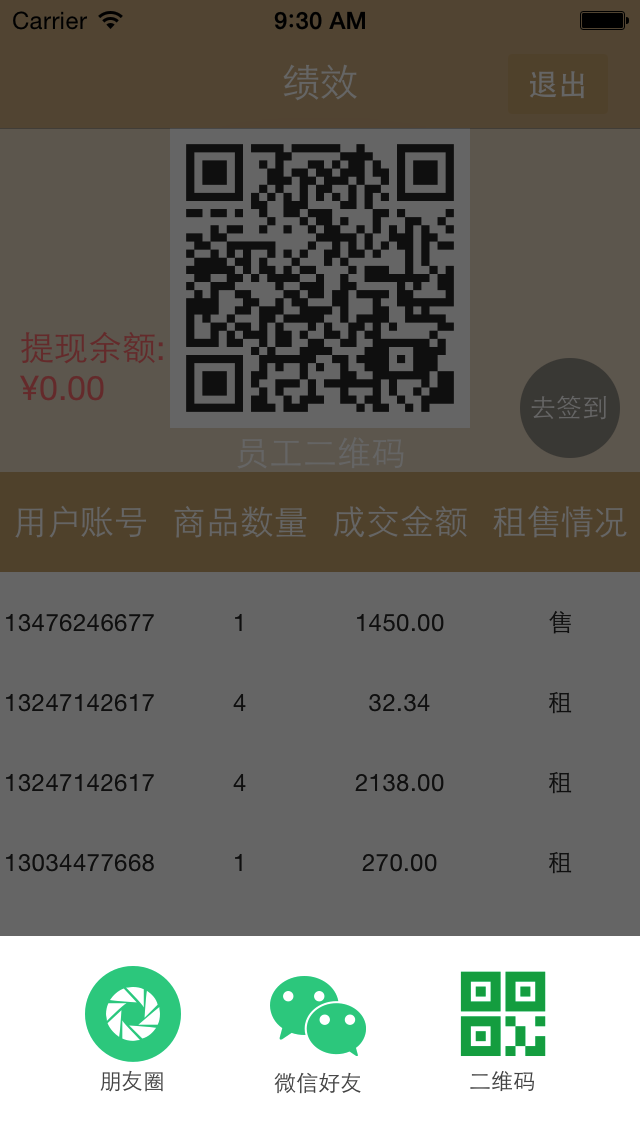 Carrier 9:30 AM
绩效 退出
提现余额:
¥0.00
去签到
员工二维码
用户账号 商品数量 成交金额 租售情况
13476246677 1 1450.00 售
13247142617 4 32.34 租
13247142617 4 2138.00 租
13034477668 1 270.00 租
朋友圈 微信好友 二维码